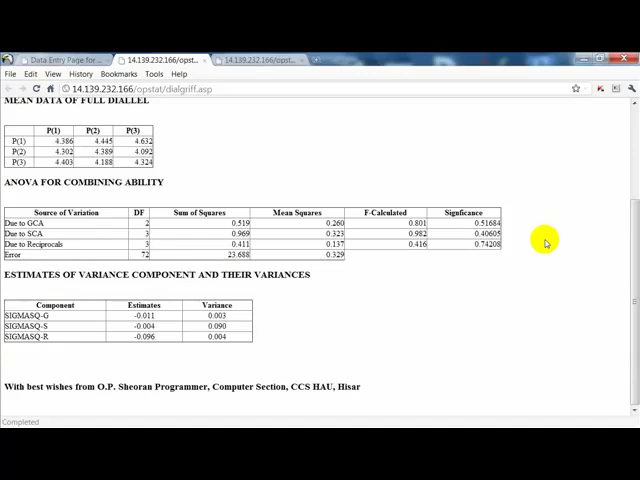 Data Entry Page for ... 14.139.232.166/opst... 14.139.232.166/opst...
File Edit View History Bookmarks Tools Help
14.139.232.166/opstat/dialgriff.asp
MEAN DATA OF FULL DIALLEL
P(1) P(2) P(3)
P(1) 4.386 4.445 4.632
P(2) 4.302 4.389 4.092
P(3) 4.403 4.188 4.324
ANOVA FOR COMBINING ABILITY
Source of Variation DF Sum of Squares Mean Squares F-Calculated Signficance
Due to GCA 2 0.519 0.260 0.801 0.51684
Due to SCA 3 0.969 0.323 0.982 0.40605
Due to Reciprocals 3 0.411 0.137 0.416 0.74208
Error 72 23.688 0.329
ESTIMATES OF VARIANCE COMPONENT AND THEIR VARIANCES
Component Estimates Variance
SIGMASQ-G -0.011 0.003
SIGMASQ-S -0.004 0.090
SIGMASQ-R -0.096 0.004
With best wishes from O.P. Sheoran Programmer, Computer Section, CCS HAU, Hisar
Completed